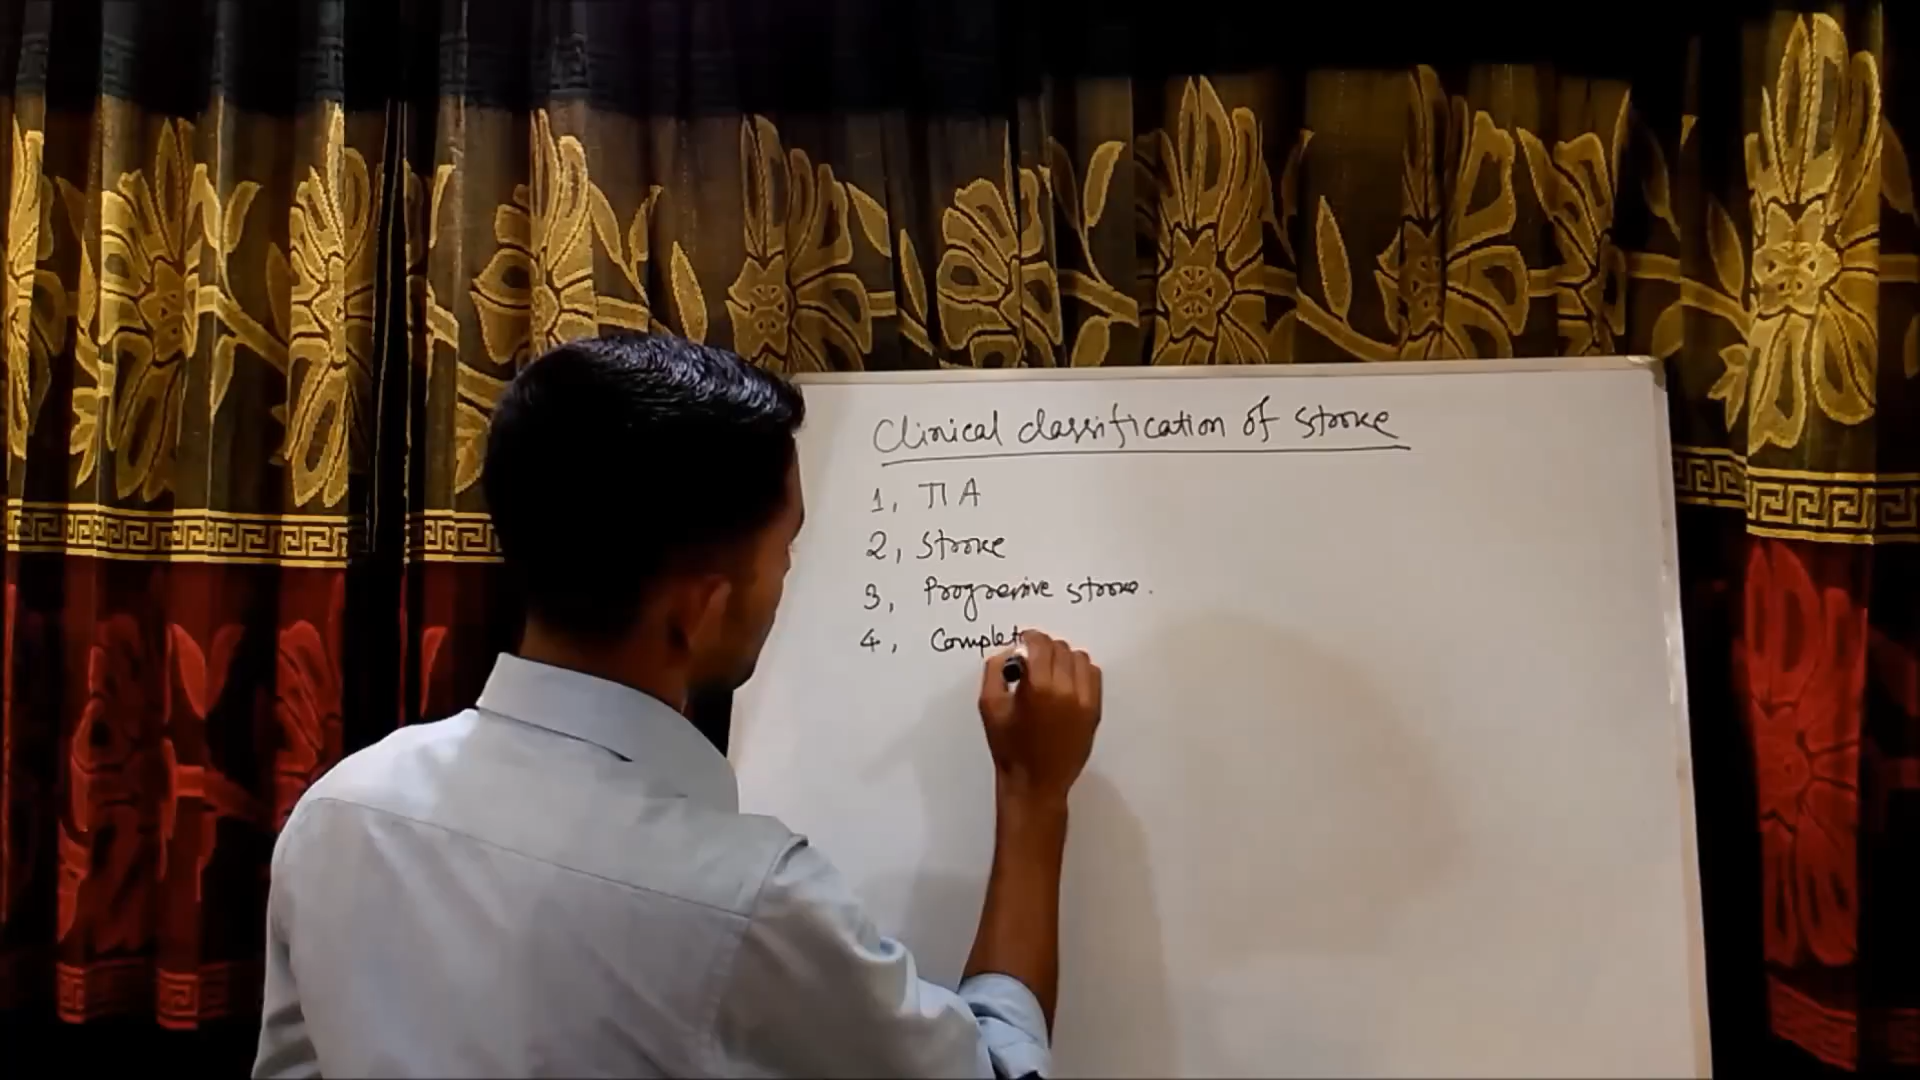 Clinical classification of stroke
1, TIA
2, Stroke
3, Progressive stroke.
4, Complet